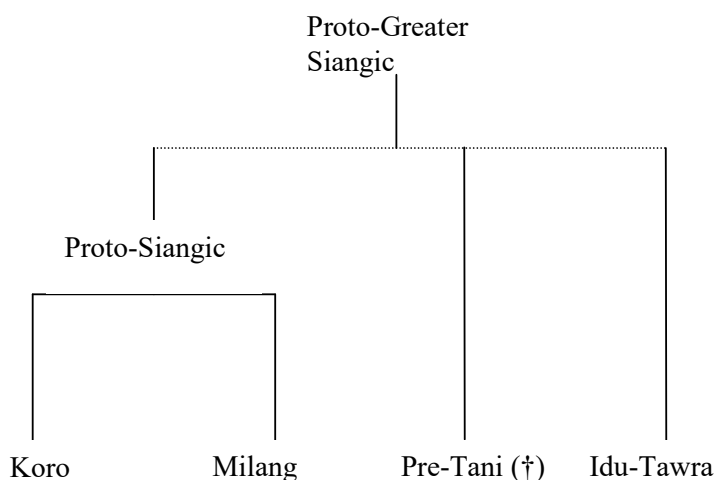 Proto-Greater
Siangic
Proto-Siangic
Koro Milang Pre-Tani (†) Idu-Tawra